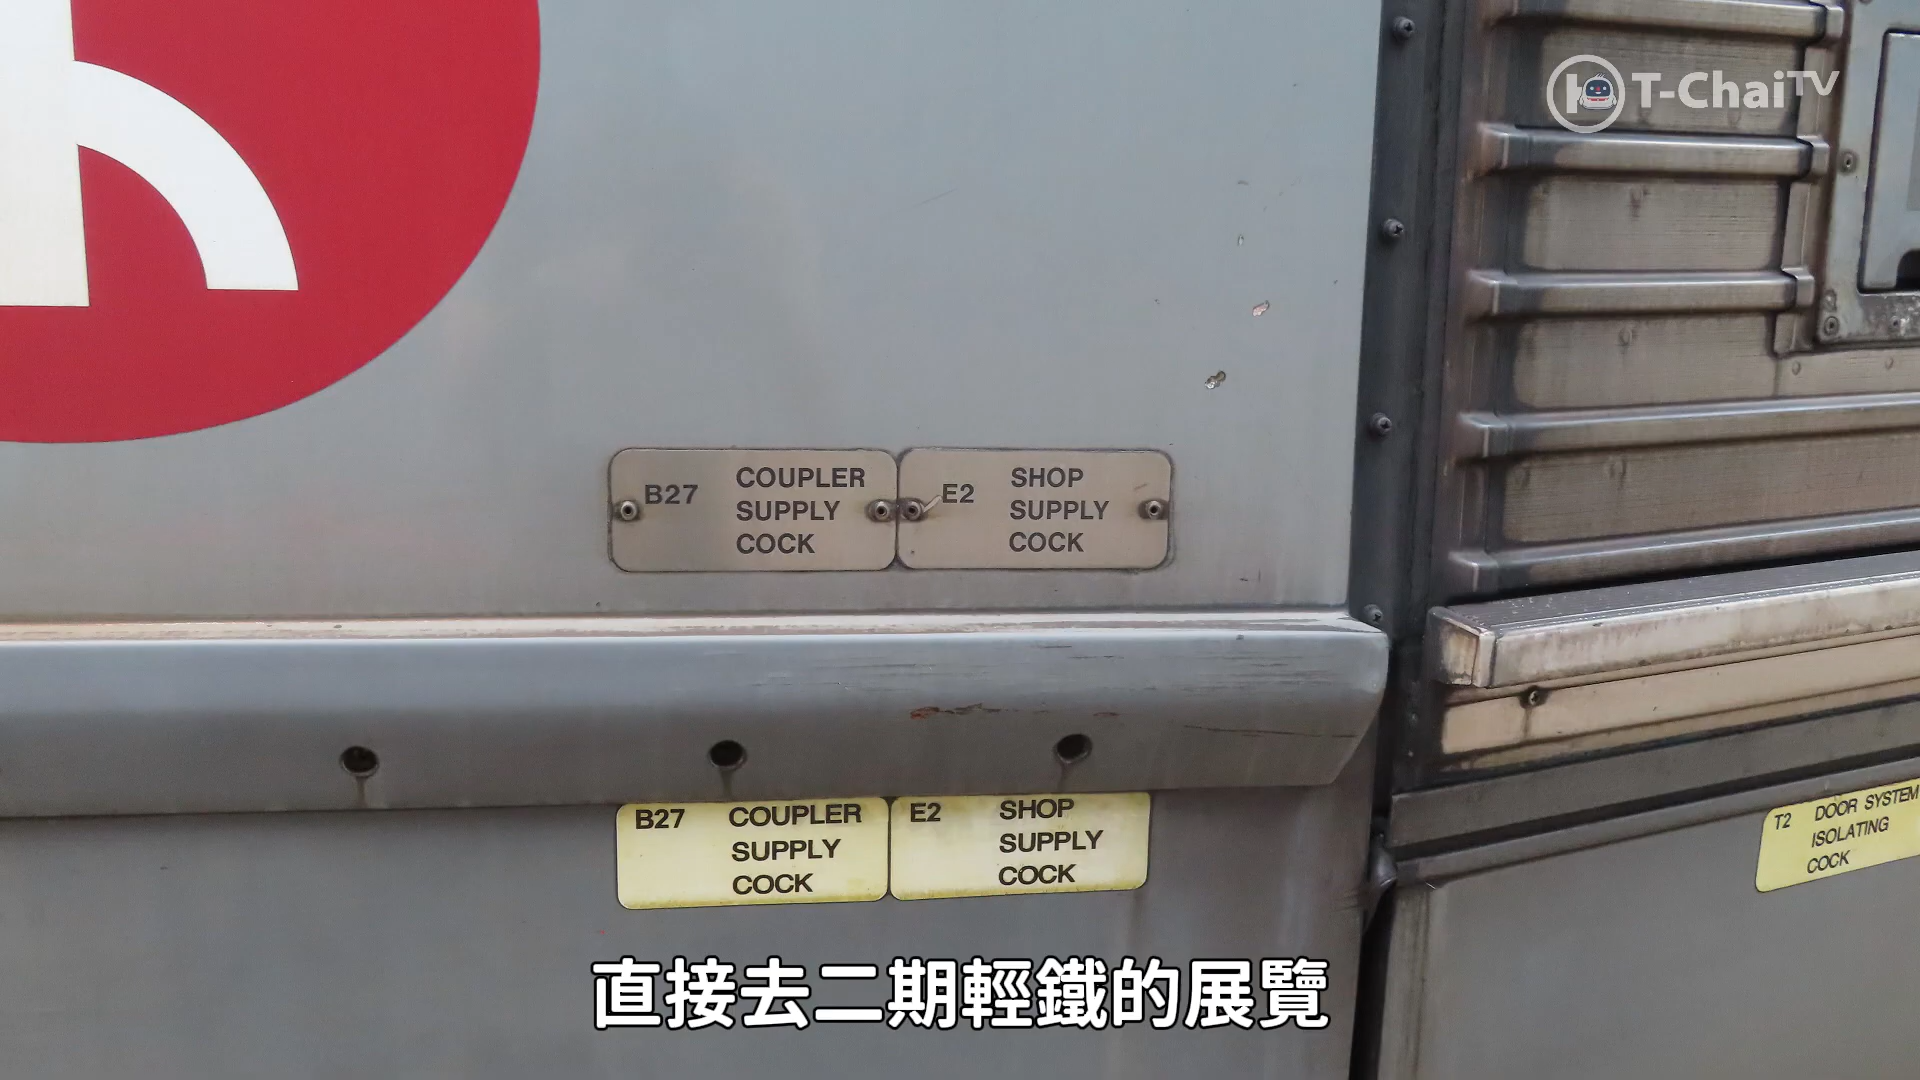 T-ChaiTV
B27 COUPLER
SUPPLY
COCK
E2 SHOP
SUPPLY
COCK
B27 COUPLER
SUPPLY
COCK
E2 SHOP
SUPPLY
COCK
T2 DOOR SYSTEM
ISOLATING
COCK
直接去二期輕鐵的展覽